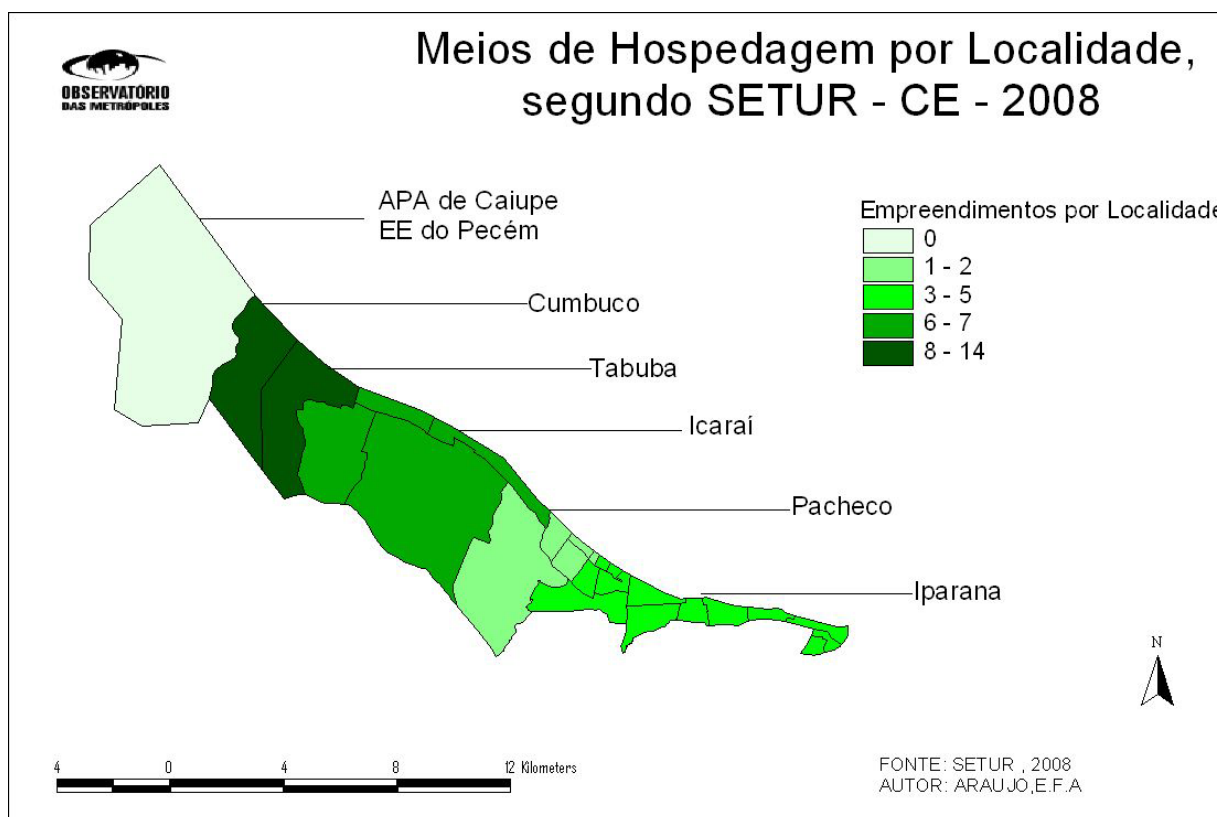 OBSERVATÓRIO
DAS METRÓPOLES
Meios de Hospedagem por Localidade,
segundo SETUR - CE - 2008
APA de Caiupe
EE do Pecém
Cumbuco
Tabuba
Icaraí
Pacheco
Iparana
Empreendimentos por Localidade
0
1 - 2
3 - 5
6 - 7
8 - 14
N
4 0 4 8 12 Kilometers
FONTE: SETUR , 2008
AUTOR: ARAUJO,E.F.A